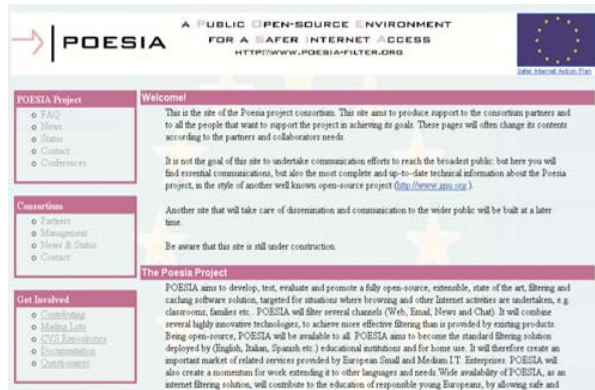 POESIA
A PUBLIC OPEN-SOURCE ENVIRONMENT
FOR A SAFER INTERNET ACCESS
HTTP://WWW.POESIA-FILTER.ORG
Safer Internet Action Plan
POESIA Project
FAQ
News
Status
Contact
Conferences
Consortium
Partners
Management
News & Status
Contact
Get Involved
Contributing
Mailing Lists
CVS Repositories
Documentation
Questionnaires
Welcome!
This is the site of the Poesia project consortium. This site aims to produce support to the consortium partners and
to all the people that want to support the project in achieving its goals. These pages will often change its contents
according to the partners and collaborators needs.
It is not the goal of this site to undertake communication efforts to reach the broadest public: but here you will
find essential communications, but also the most complete and up-to-date technical information about the Poesia
project, in the style of another well known open-source project (http://www.gnu.org ).
Another site that will take care of dissemination and communication to the wider public will be built at a later
time.
Be aware that this site is still under construction.
The Poesia Project
POESIA aims to develop, test, evaluate and promote a fully open-source, extensible, state of the art, filtering and
caching software solution, targeted for situations where browsing and other Internet activities are undertaken, e.g.
classrooms, families etc.. POESIA will filter several channels (Web, Email, News and Chat). It will combine
several highly innovative technologies, to achieve more effective filtering than is provided by existing products.
Being open-source, POESIA will be available to all. POESIA aims to become the standard filtering solution
deployed by (English, Italian, Spanish etc.) educational institutions and for home use. It will therefore create an
important market of related services provided by European Small and Medium I.T. Enterprises. POESIA will
also create a momentum for work extending it to other languages and needs. Wide availability of POESIA, as an
internet filtering solution, will contribute to the education of responsible young Europeans, by allowing safe and